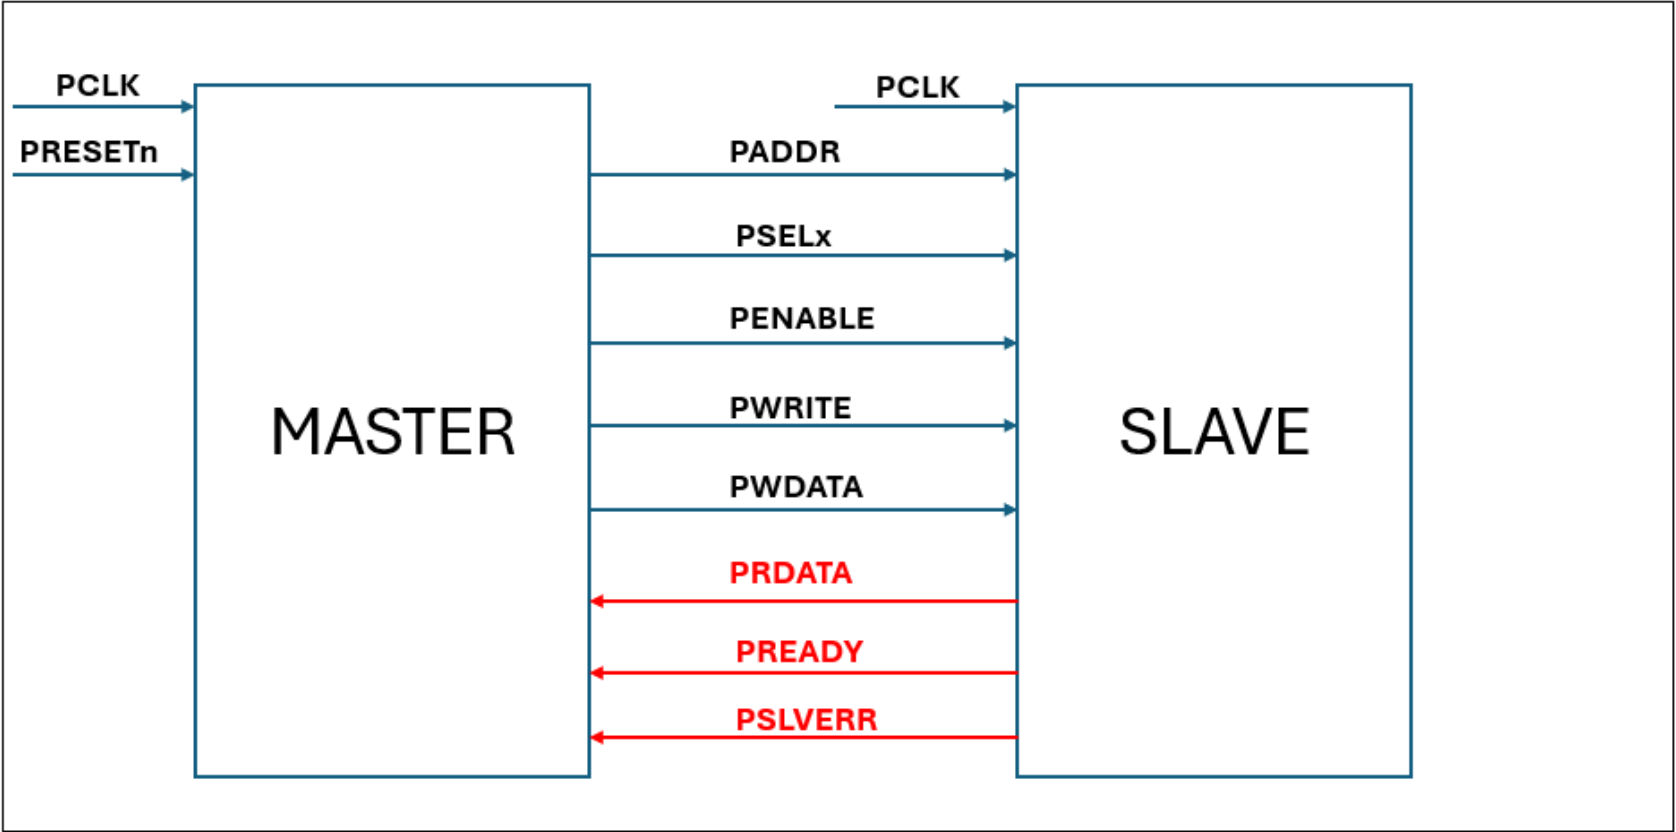 PCLK
PCLK
PRESETn
PADDR
PSELx
PENABLE
PWRITE
MASTER
SLAVE
PWDATA
PRDATA
PREADY
PSLVERR